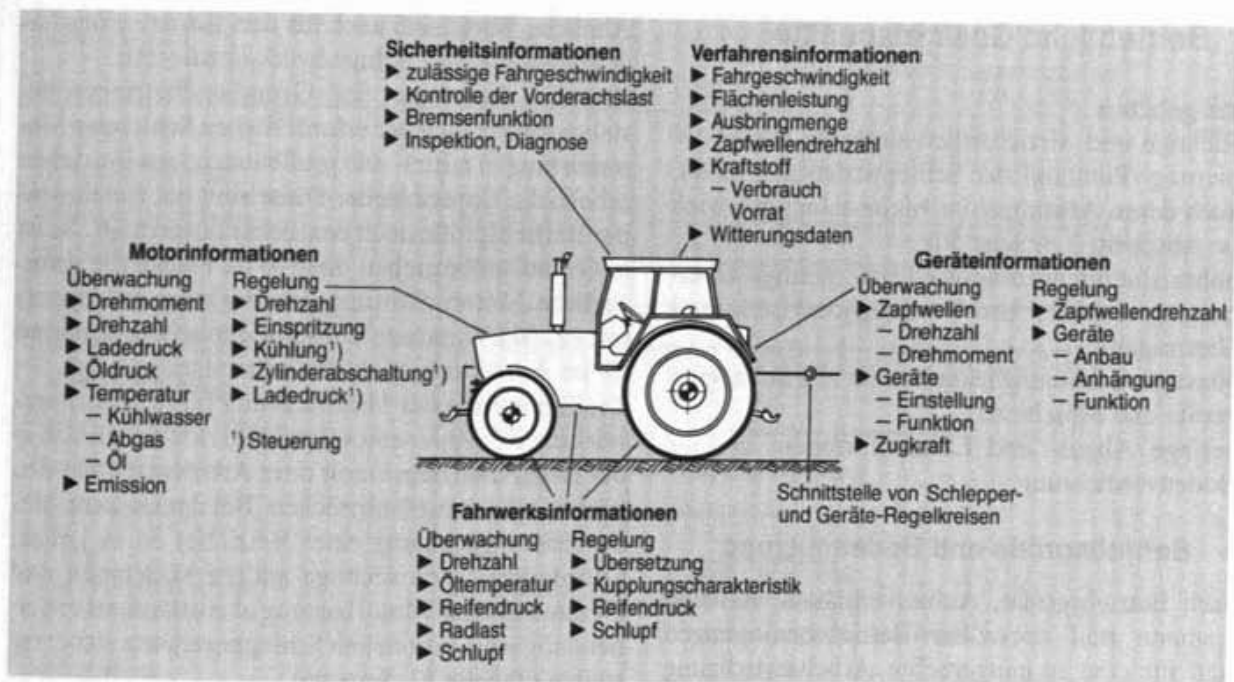 Sicherheitsinformationen
▶ zulässige Fahrgeschwindigkeit
▶ Kontrolle der Vorderachslast
▶ Bremsenfunktion
▶ Inspektion, Diagnose
Verfahrensinformationen
▶ Fahrgeschwindigkeit
▶ Flächenleistung
▶ Ausbringmenge
▶ Zapfwellendrehzahl
▶ Kraftstoff
– Verbrauch
Vorrat
▶ Witterungsdaten
Motorinformationen
Überwachung
▶ Drehmoment
▶ Drehzahl
▶ Ladedruck
▶ Öldruck
▶ Temperatur
– Kühlwasser
– Abgas
– Öl
▶ Emission
Regelung
▶ Drehzahl
▶ Einspritzung
▶ Kühlung¹)
▶ Zylinderabschaltung¹)
▶ Ladedruck¹)
¹) Steuerung
Geräteinformationen
Überwachung
▶ Zapfwellen
– Drehzahl
– Drehmoment
▶ Geräte
– Einstellung
– Funktion
▶ Zugkraft
Regelung
▶ Zapfwellendrehzahl
▶ Geräte
– Anbau
– Anhängung
– Funktion
Schnittstelle von Schlepper-
und Geräte-Regelkreisen
Fahrwerksinformationen
Überwachung
▶ Drehzahl
▶ Öltemperatur
▶ Reifendruck
▶ Radlast
▶ Schlupf
Regelung
▶ Übersetzung
▶ Kupplungscharakteristik
▶ Reifendruck
▶ Schlupf